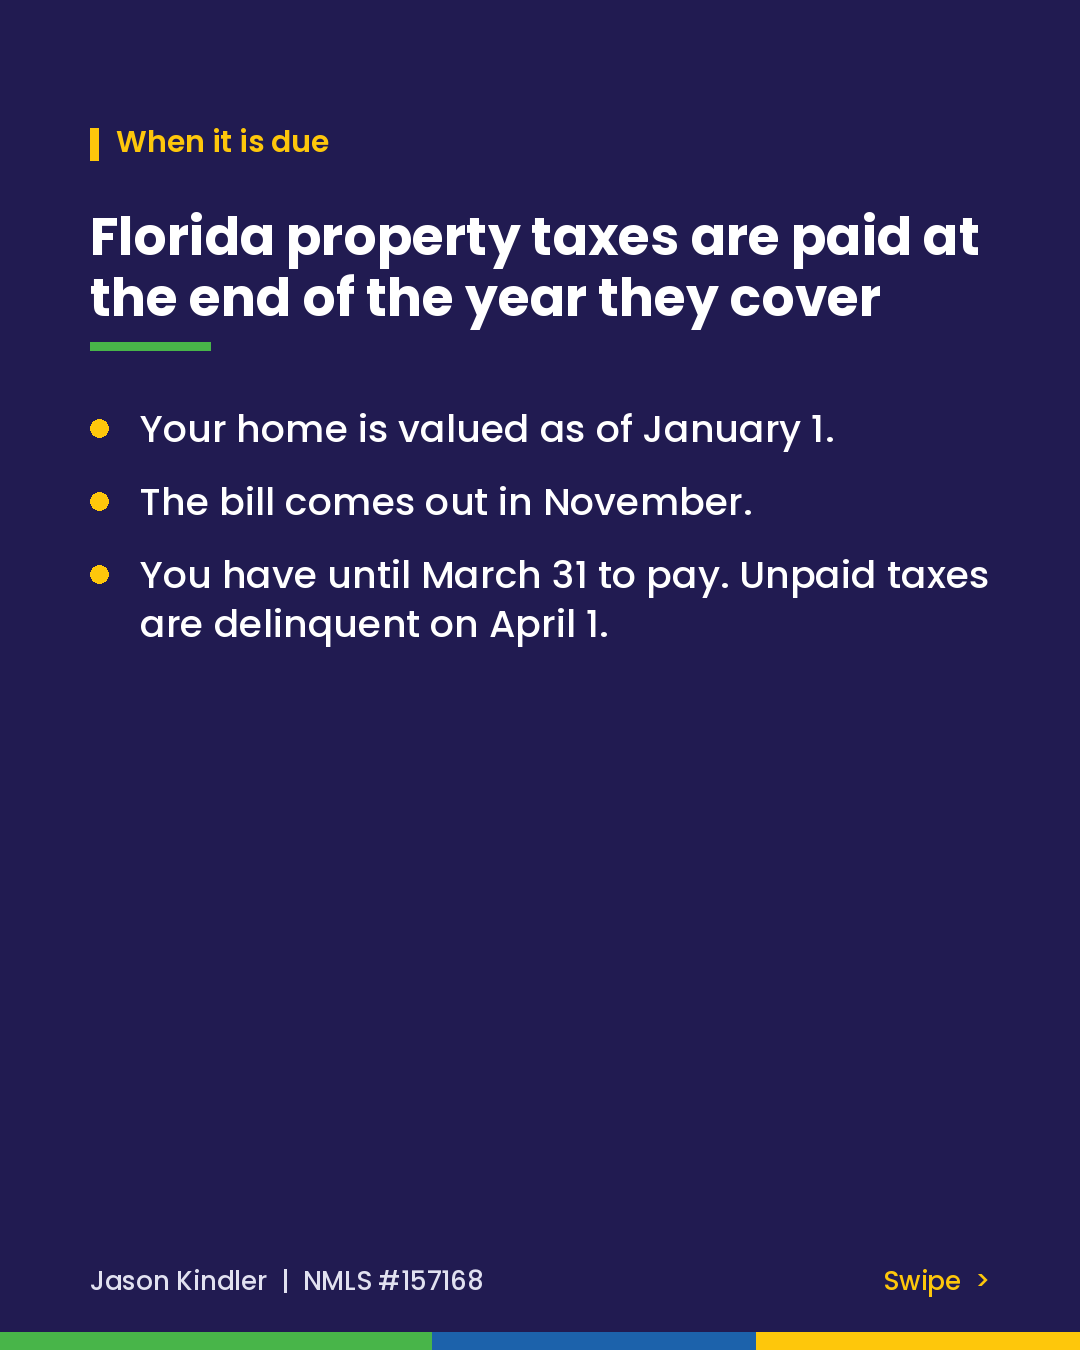 When it is due
Florida property taxes are paid at
the end of the year they cover
Your home is valued as of January 1.
The bill comes out in November.
You have until March 31 to pay. Unpaid taxes
are delinquent on April 1.
Jason Kindler | NMLS #157168
Swipe >